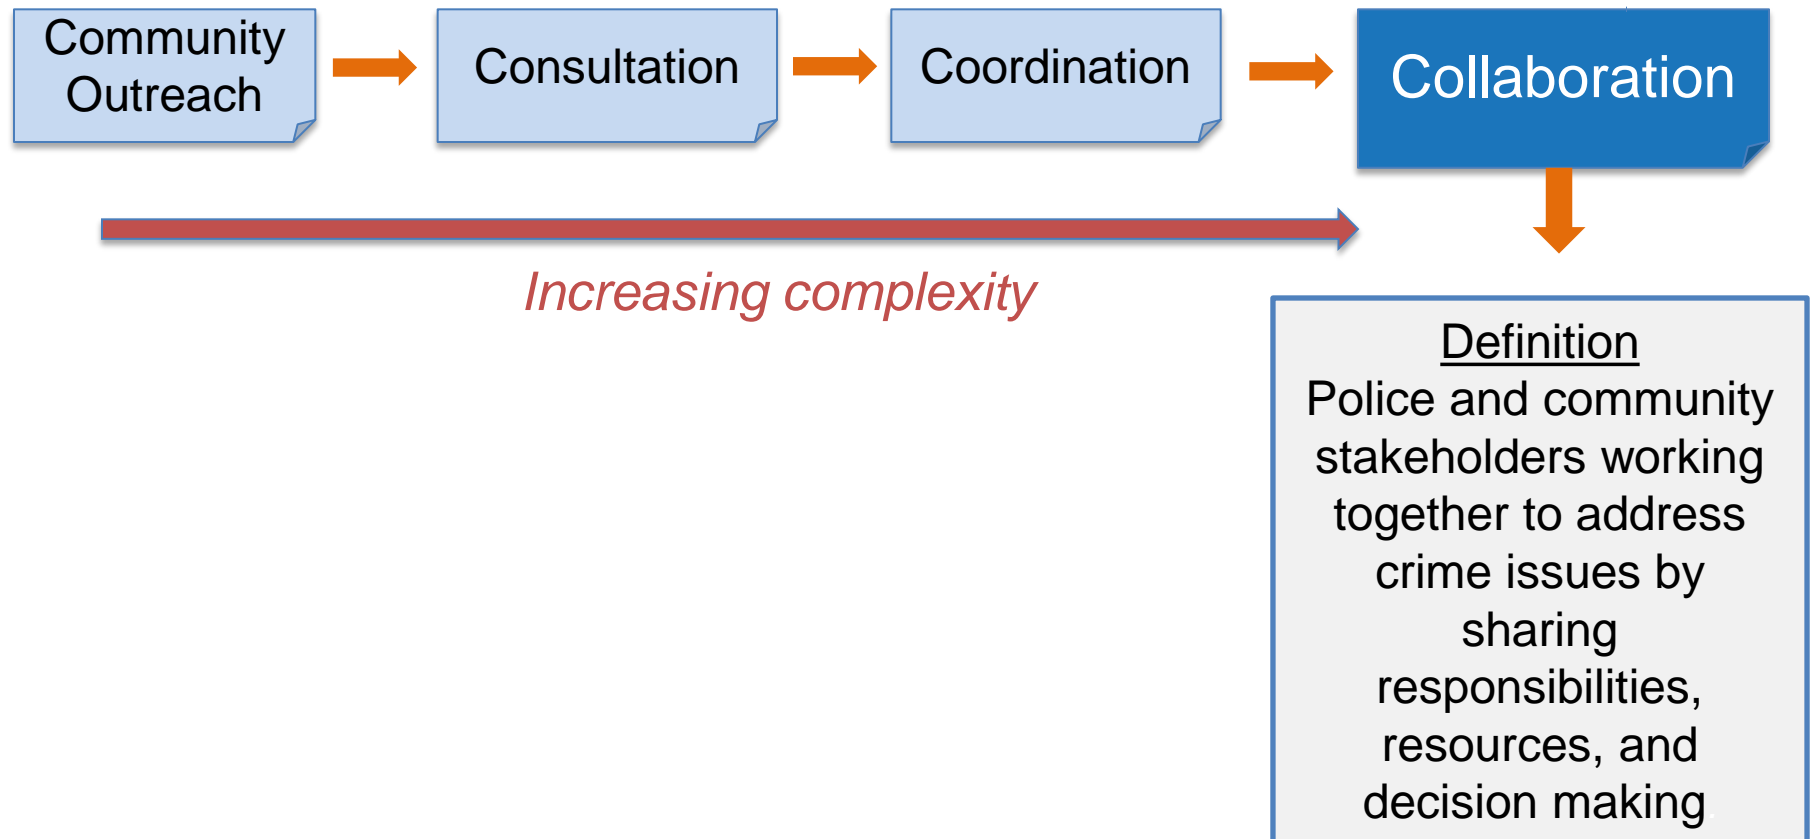 Community
Outreach
Consultation
Coordination
Collaboration
Increasing complexity
Definition
Police and community
stakeholders working
together to address
crime issues by
sharing
responsibilities,
resources, and
decision making.